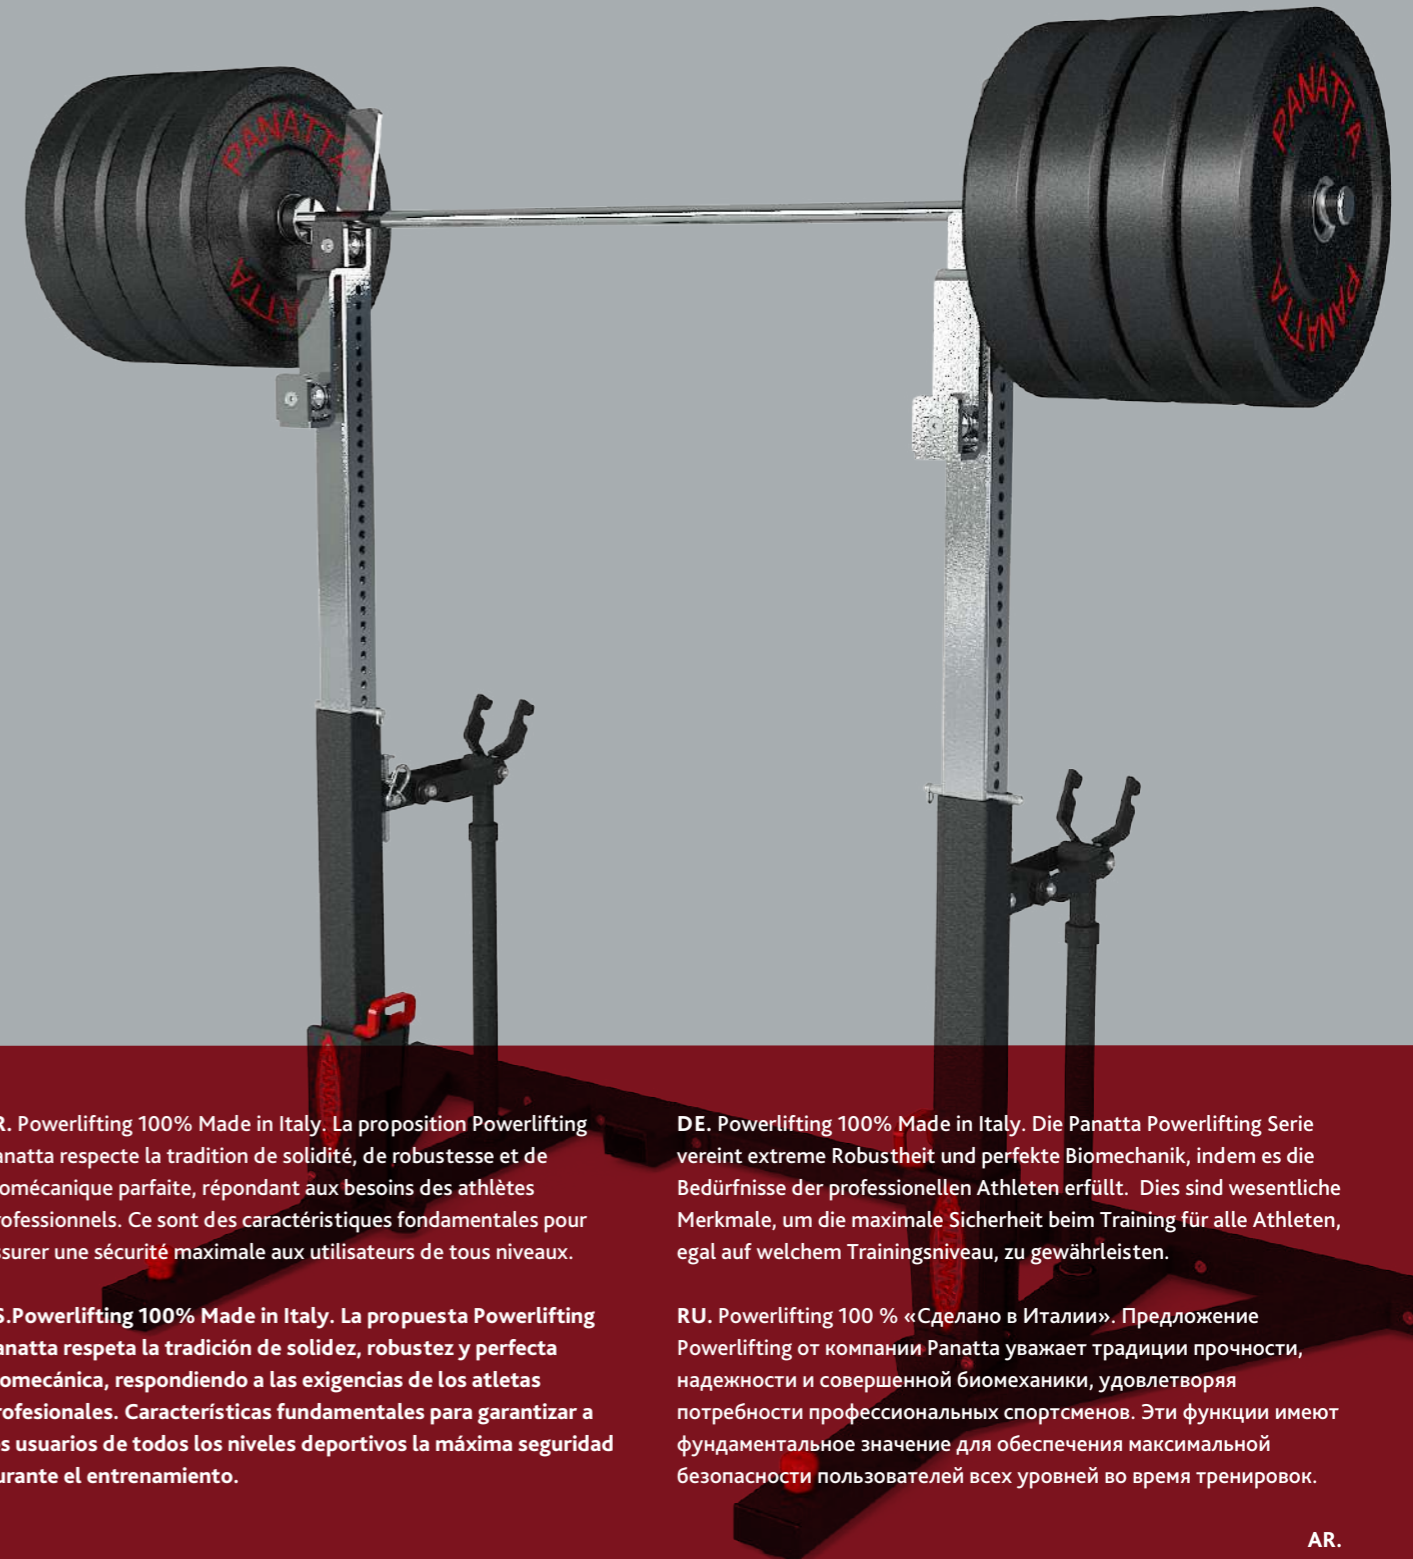 PANATTA
PANATTA
PANATTA
R. Powerlifting 100% Made in Italy. La proposition Powerlifting
anatta respecte la tradition de solidité, de robustesse et de
omécanique parfaite, répondant aux besoins des athlètes
rofessionnels. Ce sont des caractéristiques fondamentales pour
ssurer une sécurité maximale aux utilisateurs de tous niveaux.
S.Powerlifting 100% Made in Italy. La propuesta Powerlifting
anatta respeta la tradición de solidez, robustez y perfecta
omecánica, respondiendo a las exigencias de los atletas
rofesionales. Características fundamentales para garantizar a
s usuarios de todos los niveles deportivos la máxima seguridad
urante el entrenamiento.
DE. Powerlifting 100% Made in Italy. Die Panatta Powerlifting Serie
vereint extreme Robustheit und perfekte Biomechanik, indem es die
Bedürfnisse der professionellen Athleten erfüllt. Dies sind wesentliche
Merkmale, um die maximale Sicherheit beim Training für alle Athleten,
egal auf welchem Trainingsniveau, zu gewährleisten.
RU. Powerlifting 100 % «Сделано в Италии». Предложение
Powerlifting от компании Panatta уважает традиции прочности,
надежности и совершенной биомеханики, удовлетворяя
потребности профессиональных спортсменов. Эти функции имеют
фундаментальное значение для обеспечения максимальной
безопасности пользователей всех уровней во время тренировок.
AR.